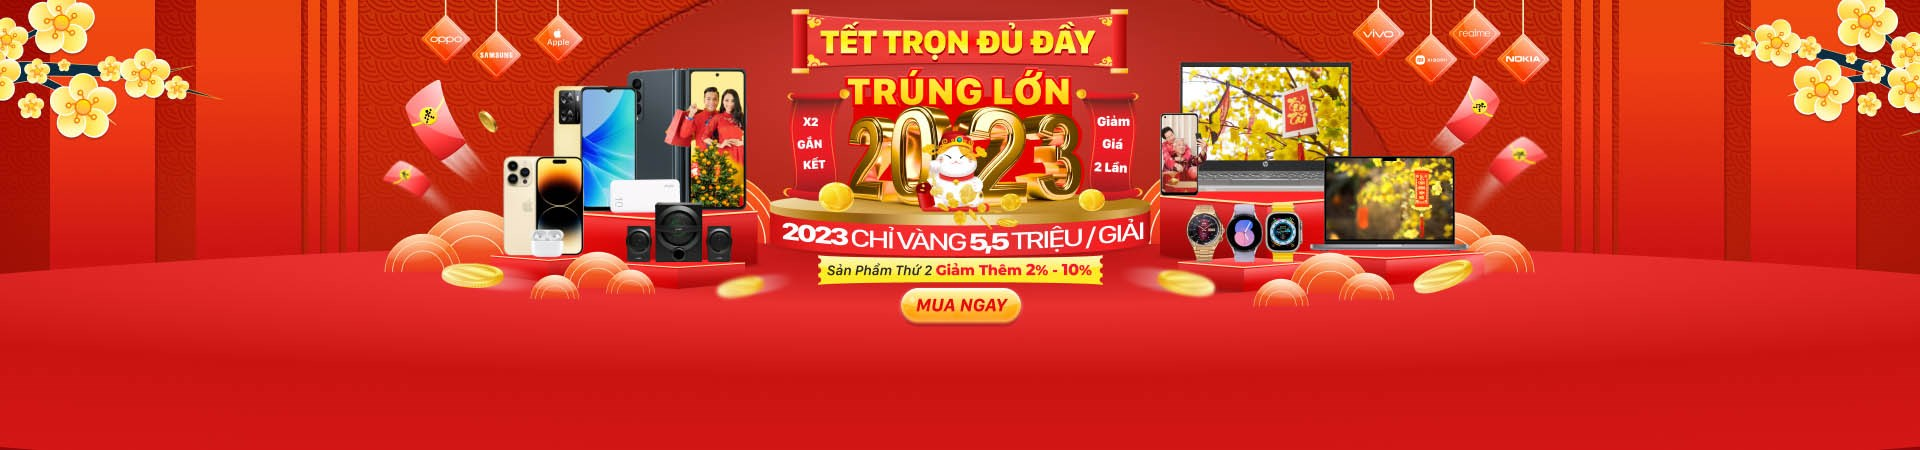 oppo
SAMSUNG
Apple
vivo
xiaomi
realme
NOKIA
TẾT TRỌN ĐỦ ĐẦY
TRÚNG LỚN
2023
X2
GẮN
KẾT
Giảm
Giá
2 Lần
2023 CHỈ VÀNG 5,5 TRIỆU / GIẢI
Sản Phẩm Thứ 2 Giảm Thêm 2% - 10%
MUA NGAY